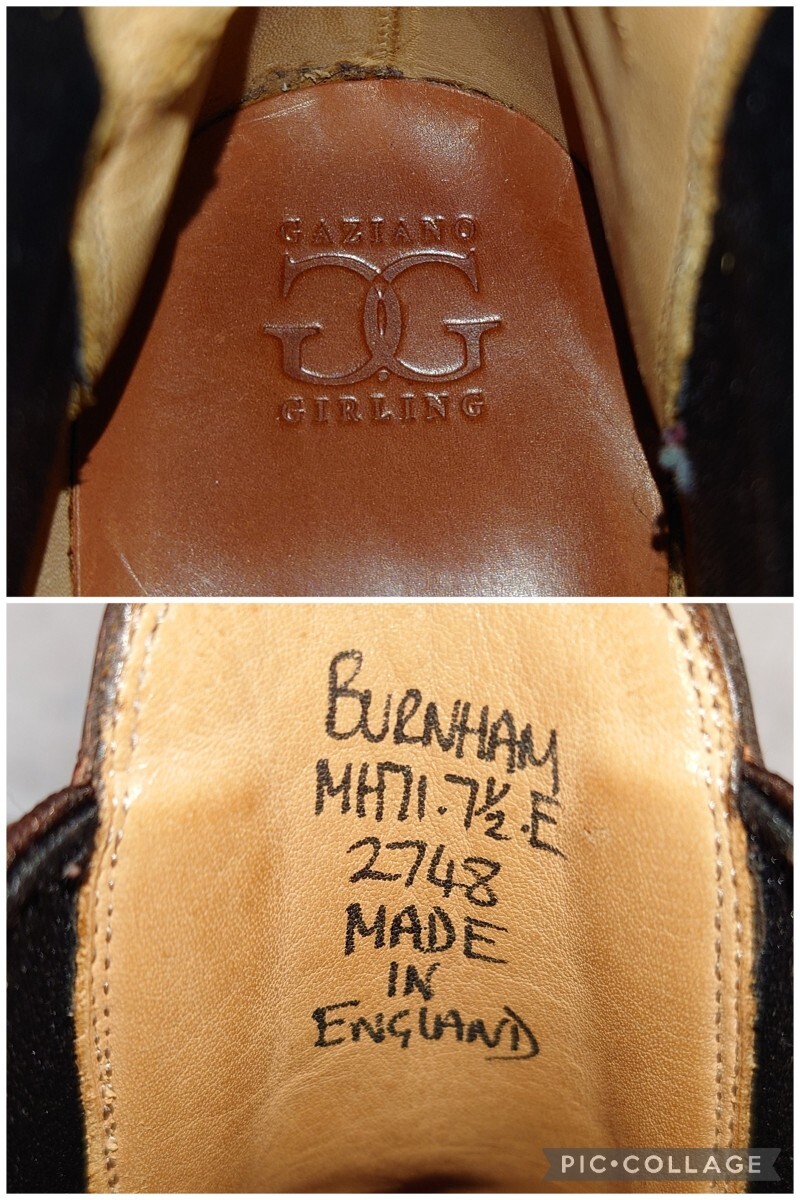 GAZIANO
GG
GIRLING
BURNHAM
MH71.7½.E
2748
MADE
IN
ENGLAND
PIC•COLLAGE